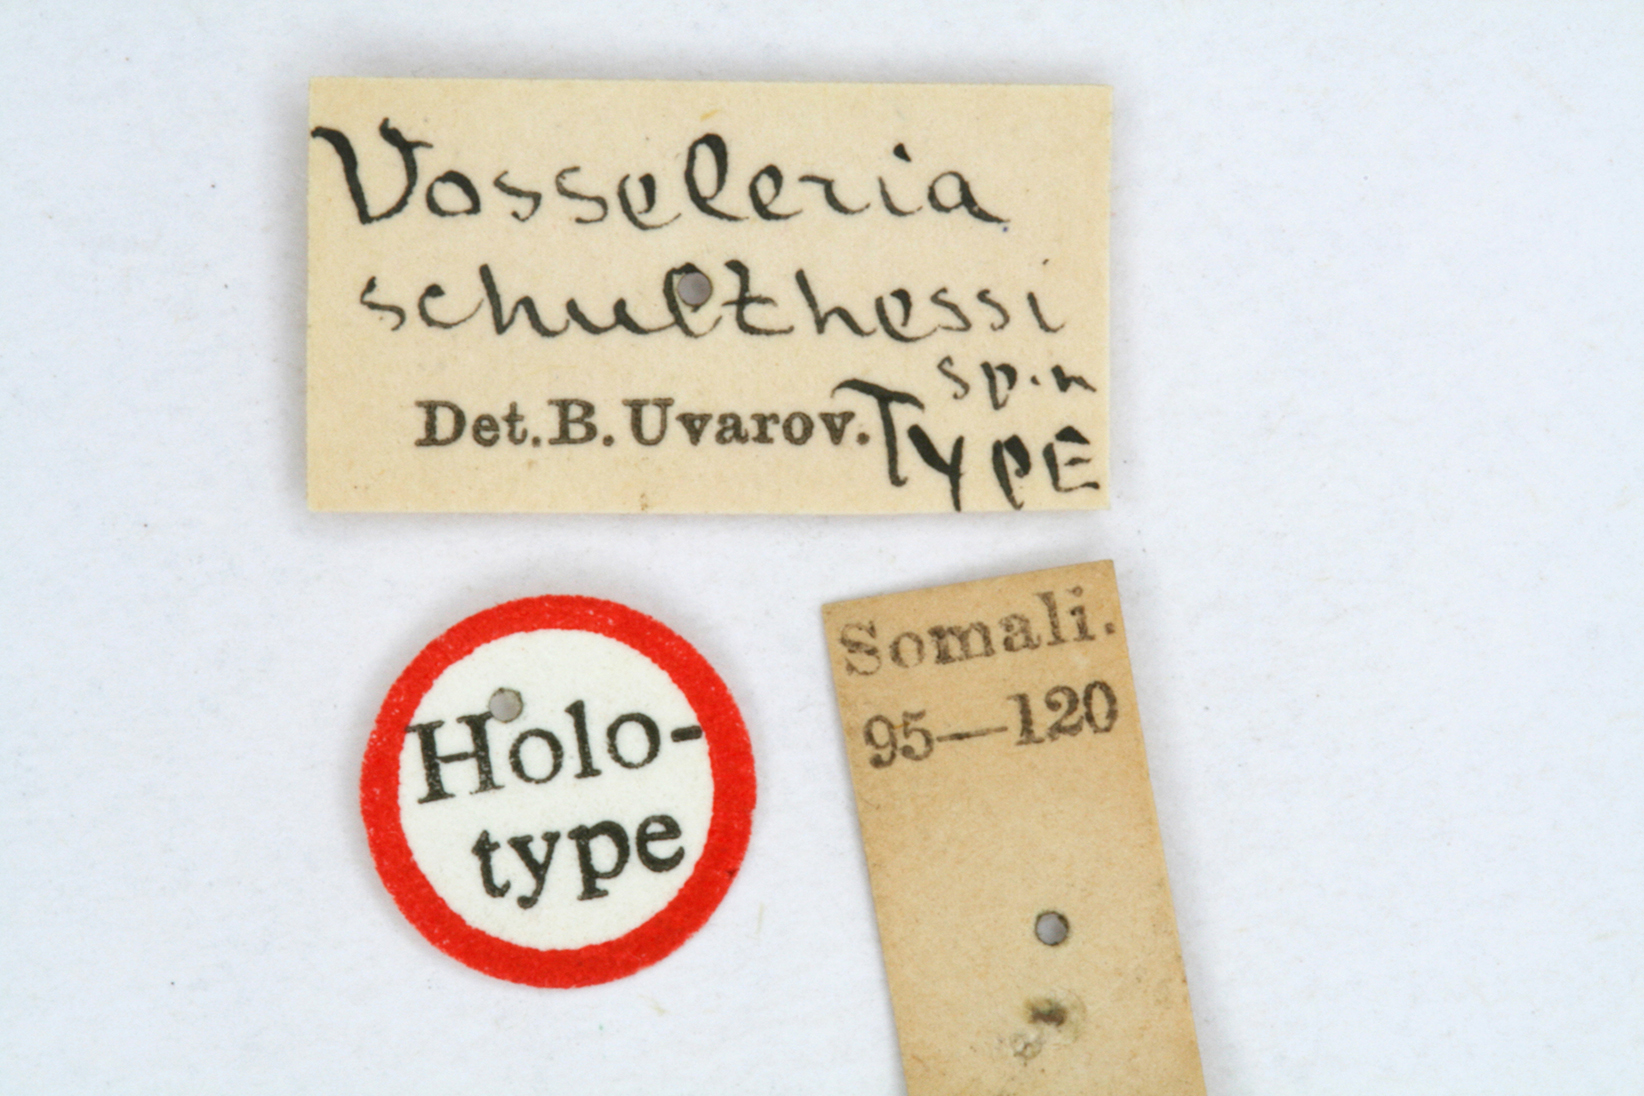 Vosseleria
schulthessi
sp.n
Det. B. Uvarov. TYPE
Holo-
type
Somali.
95—120